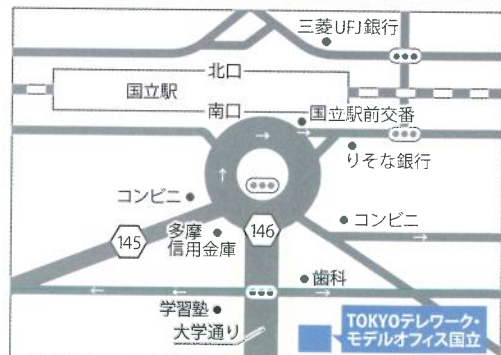 三菱UFJ銀行
北口
国立駅
南口
国立駅前交番
りそな銀行
コンビニ
コンビニ
145
多摩
信用金庫
146
歯科
学習塾
大学通り
TOKYOテレワーク・
モデルオフィス国立